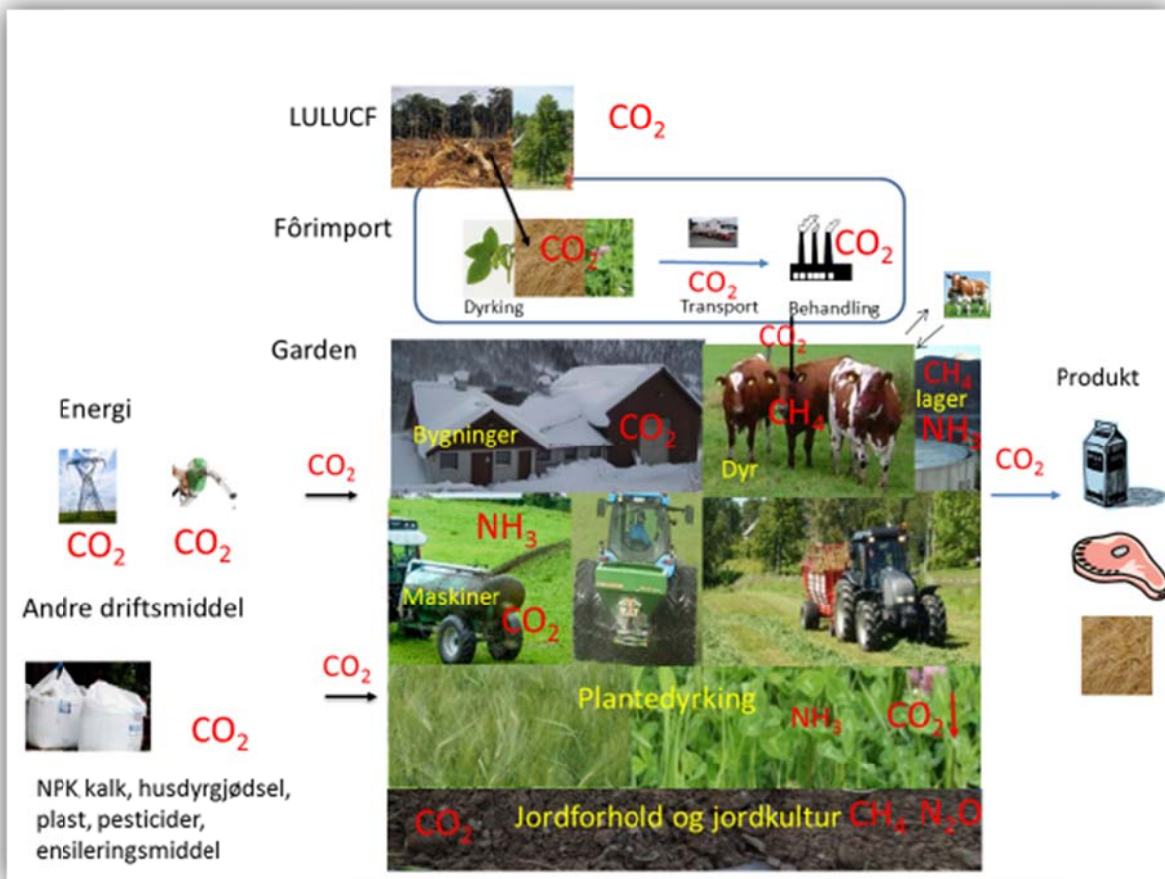 LULUCF
CO₂
Fôrimport
CO₂
CO₂
CO₂
Dyrking
Transport
Behandling
CO₂
Garden
Produkt
Energi
CO₂
CO₂
CO₂
Bygninger
CO₂
CH₄
Dyr
CH₄
lager
NH₃
CO₂
NH₃
Maskiner
CO₂
Andre driftsmiddel
CO₂
CO₂
NPK, kalk, husdyrgjødsel,
plast, pesticider,
ensileringsmiddel
Plantedyrking
NH₃
CO₂
CO₂
Jordforhold og jordkultur
CH₄
N₂O